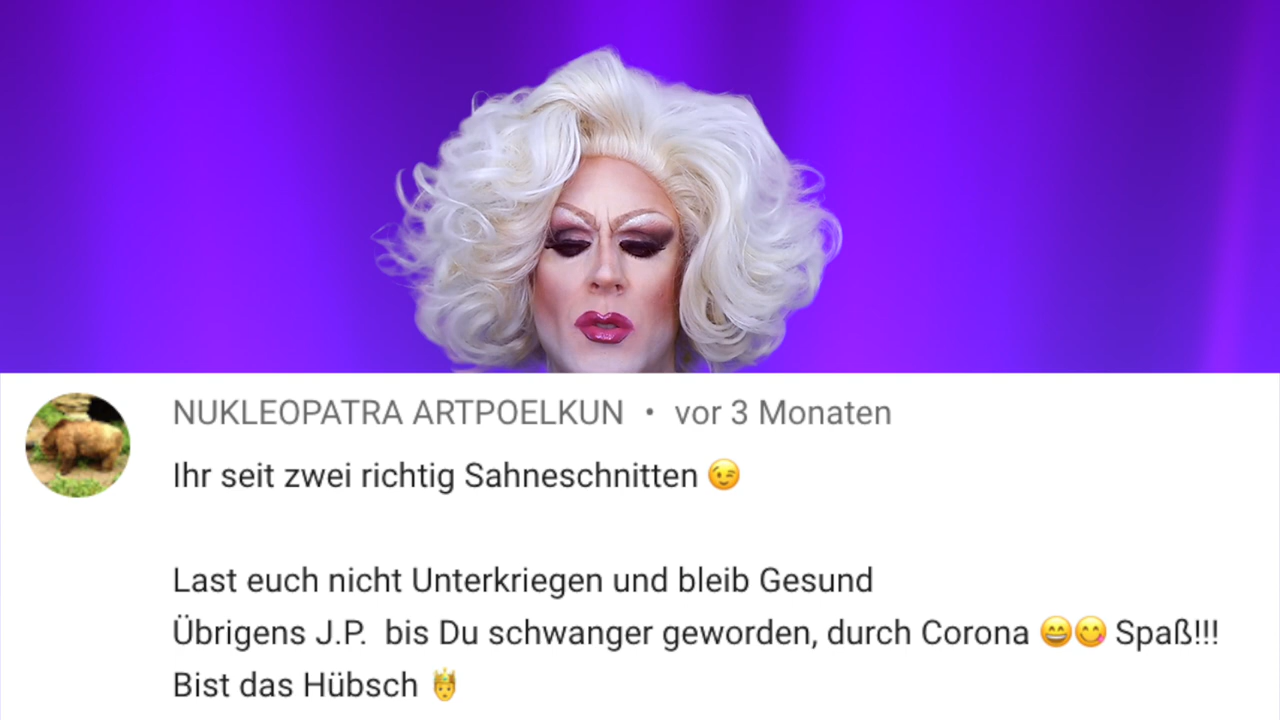 NUKLEOPATRA ARTPOELKUN • vor 3 Monaten
Ihr seit zwei richtig Sahneschnitten 😉
Last euch nicht Unterkriegen und bleib Gesund
Übrigens J.P.  bis Du schwanger geworden, durch Corona 😄😋 Spaß!!!
Bist das Hübsch 🤴